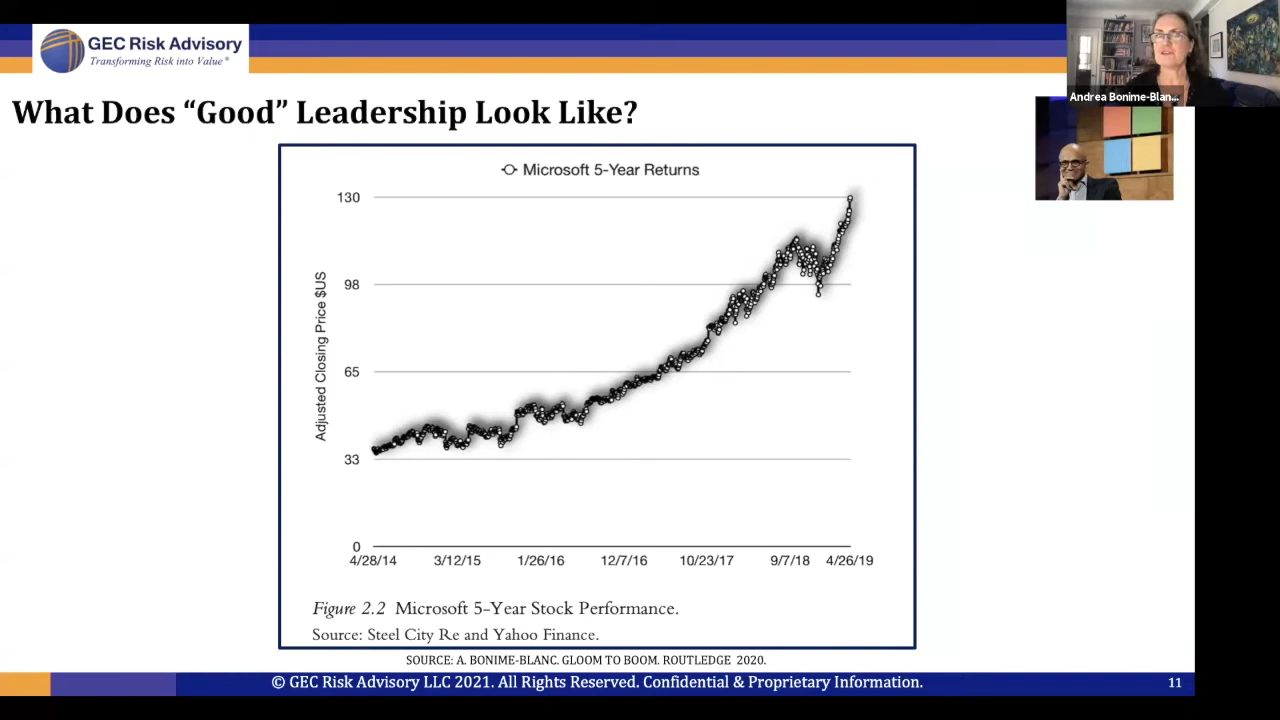 GEC Risk Advisory
Transforming Risk into Value®
Andrea Bonime-Blan...
What Does “Good” Leadership Look Like?
Microsoft 5-Year Returns
Adjusted Closing Price $US
130
98
65
33
0
4/28/14 3/12/15 1/26/16 12/7/16 10/23/17 9/7/18 4/26/19
Figure 2.2 Microsoft 5-Year Stock Performance.
Source: Steel City Re and Yahoo Finance.
SOURCE: A. BONIME-BLANC. GLOOM TO BOOM. ROUTLEDGE 2020.
© GEC Risk Advisory LLC 2021. All Rights Reserved. Confidential & Proprietary Information.
11